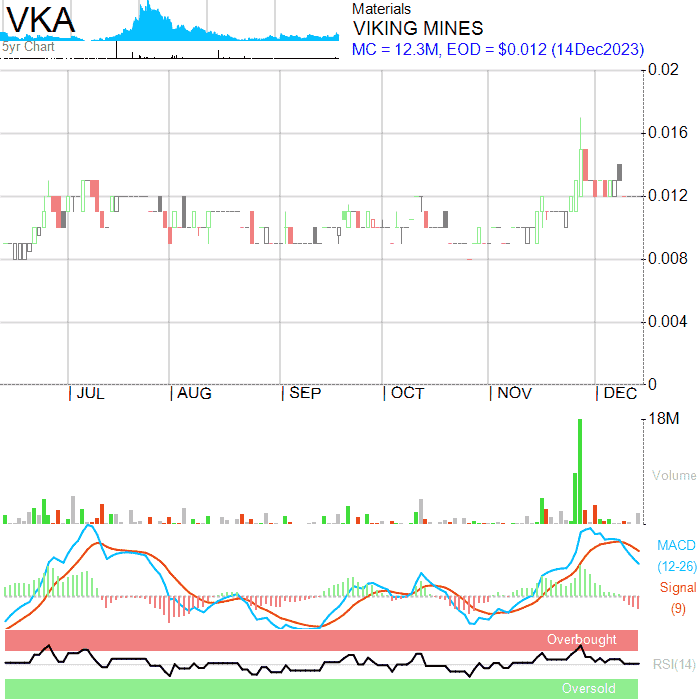 VKA
5yr Chart
Materials
VIKING MINES
MC = 12.3M, EOD = $0.012 (14Dec2023)
0.02
0.016
0.012
0.008
0.004
0
JUL AUG SEP OCT NOV DEC
18M
Volume
MACD
(12-26)
Signal
(9)
Overbought
RSI(14)
Oversold